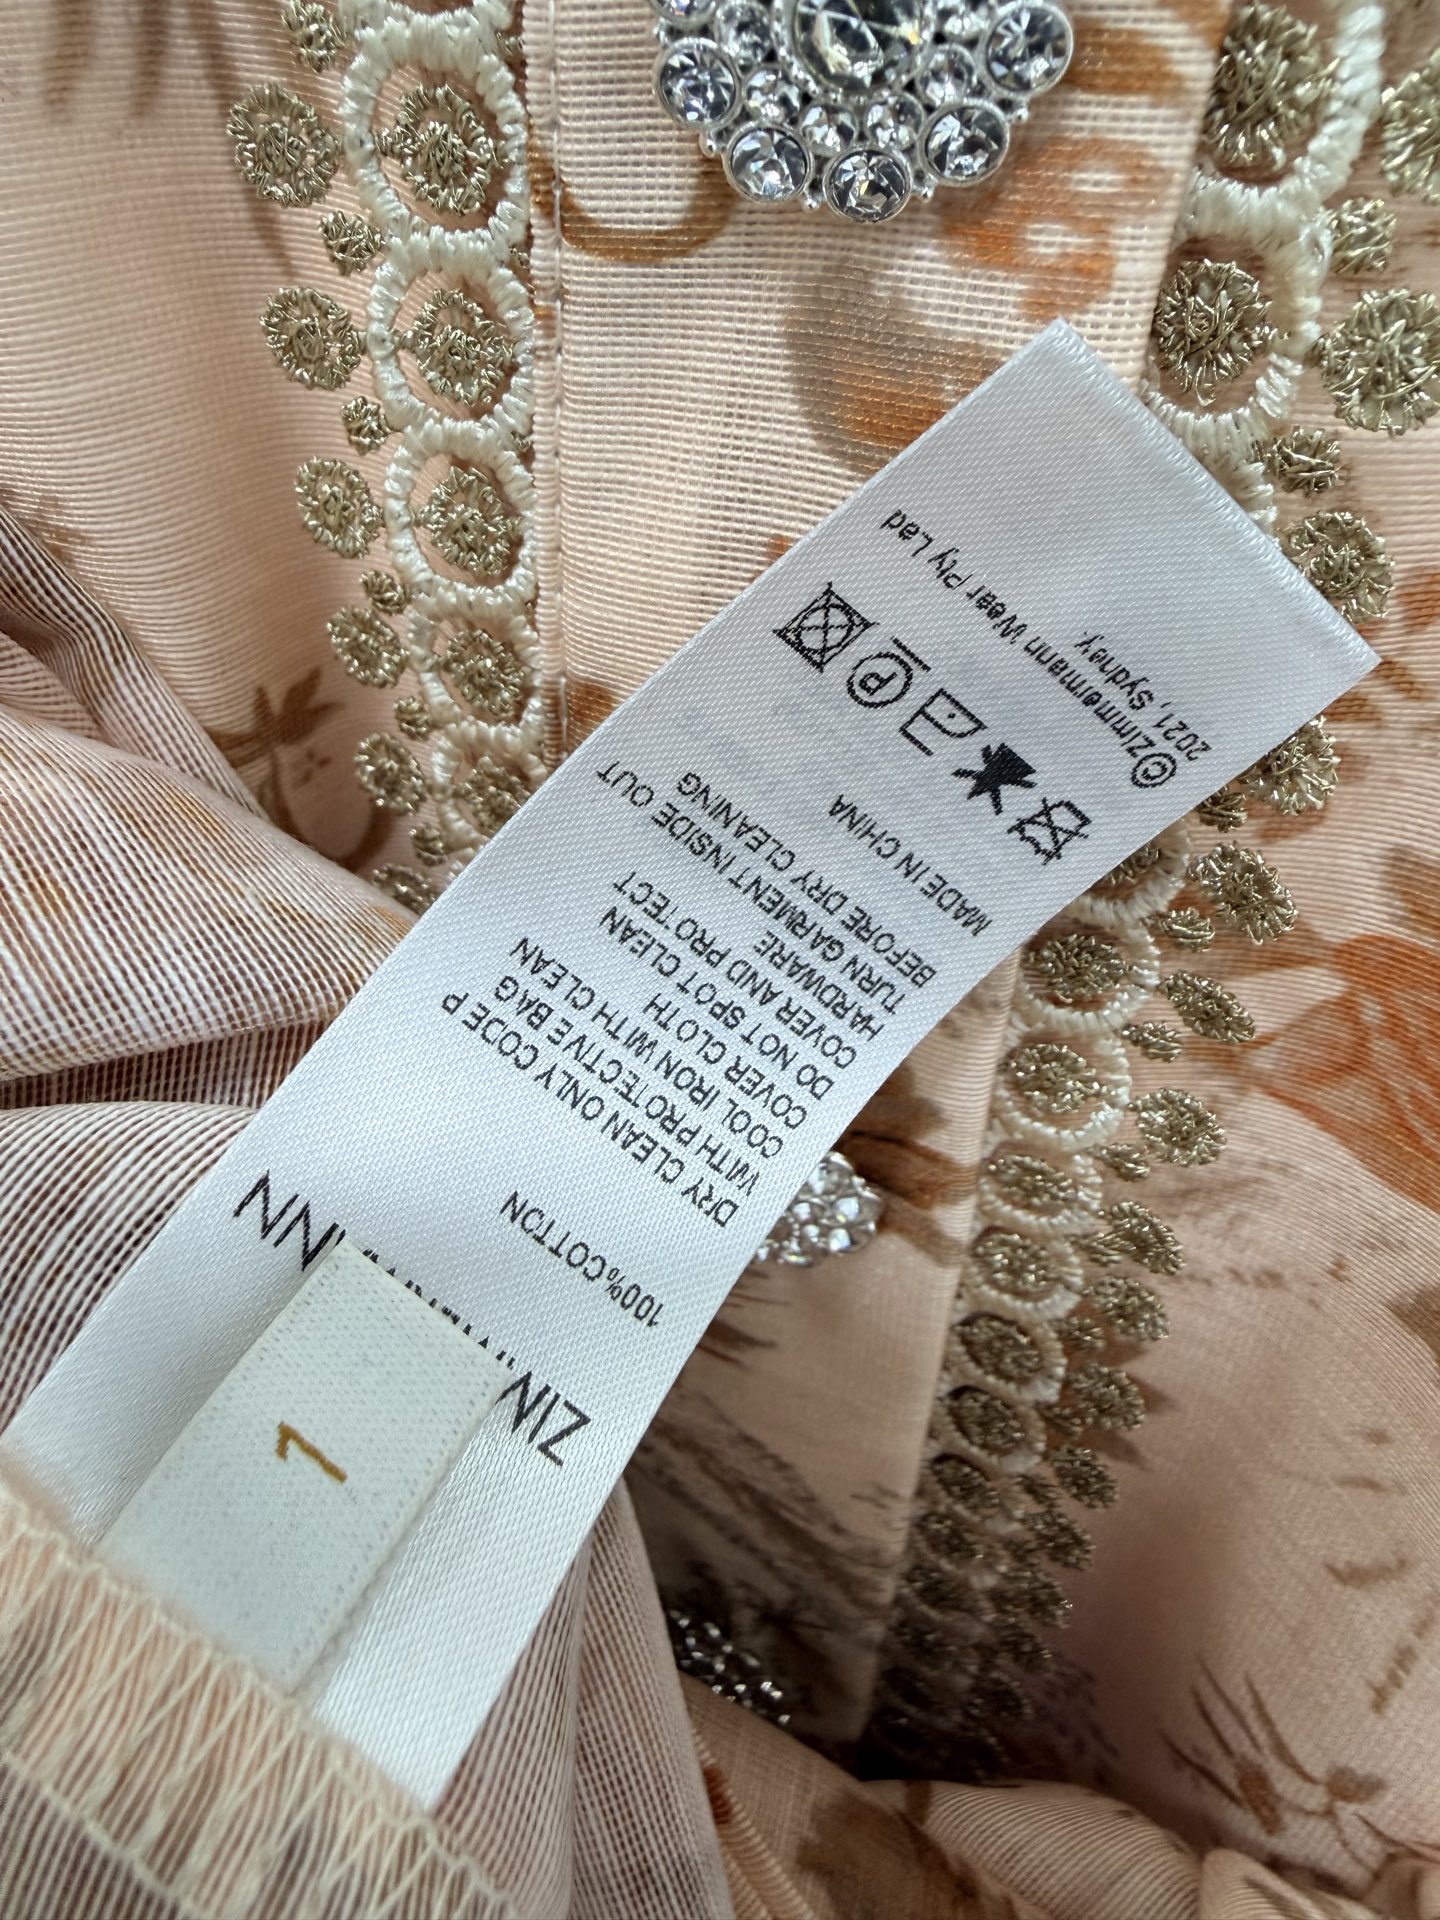 ZIMMERMANN
1
100%COTTON
DRY CLEAN ONLY CODE P
WITH PROTECTIVE BAG
COOL IRON WITH CLEAN
COVER CLOTH
DO NOT SPOT CLEAN
COVER AND PROTECT
HARDWARE
TURN GARMENT INSIDE OUT
BEFORE DRY CLEANING
MADE IN CHINA
P
©Zimmermann Wear Pty Lad
2021, Sydney.